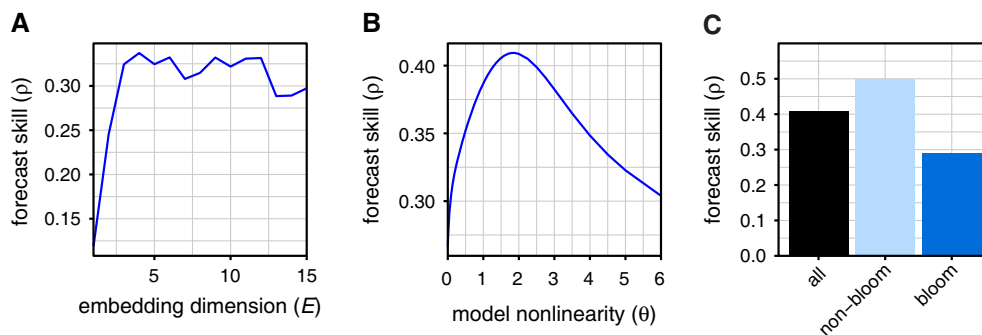 A
forecast skill (ρ)
0.30
0.25
0.20
0.15
5
10
15
embedding dimension (E)
B
forecast skill (ρ)
0.40
0.35
0.30
0
1
2
3
4
5
6
model nonlinearity (θ)
C
forecast skill (ρ)
0.5
0.4
0.3
0.2
0.1
0.0
all
non−bloom
bloom